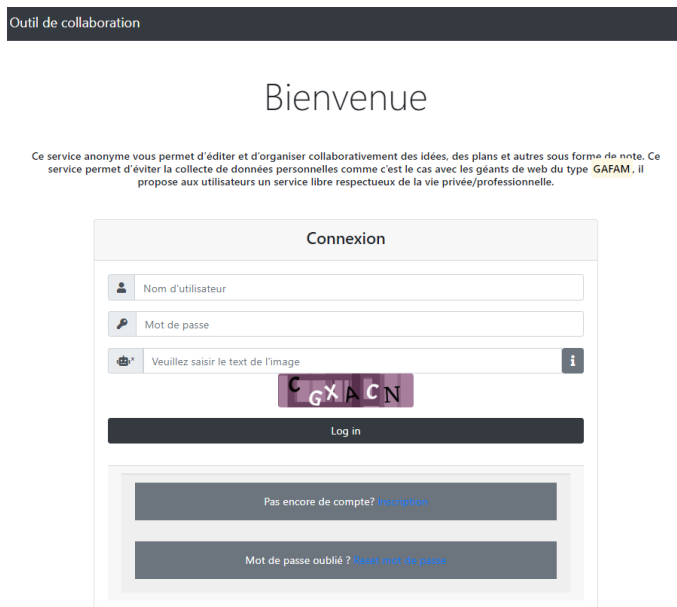 Outil de collaboration
Bienvenue
Ce service anonyme vous permet d'éditer et d'organiser collaborativement des idées, des plans et autres sous forme de note. Ce
service permet d'éviter la collecte de données personnelles comme c'est le cas avec les géants de web du type GAFAM, il
propose aux utilisateurs un service libre respectueux de la vie privée/professionnelle.
Connexion
Nom d'utilisateur
Mot de passe
Veuillez saisir le text de l'image
CGXACN
Log in
Pas encore de compte? Inscription
Mot de passe oublié ? Reset mot de passe